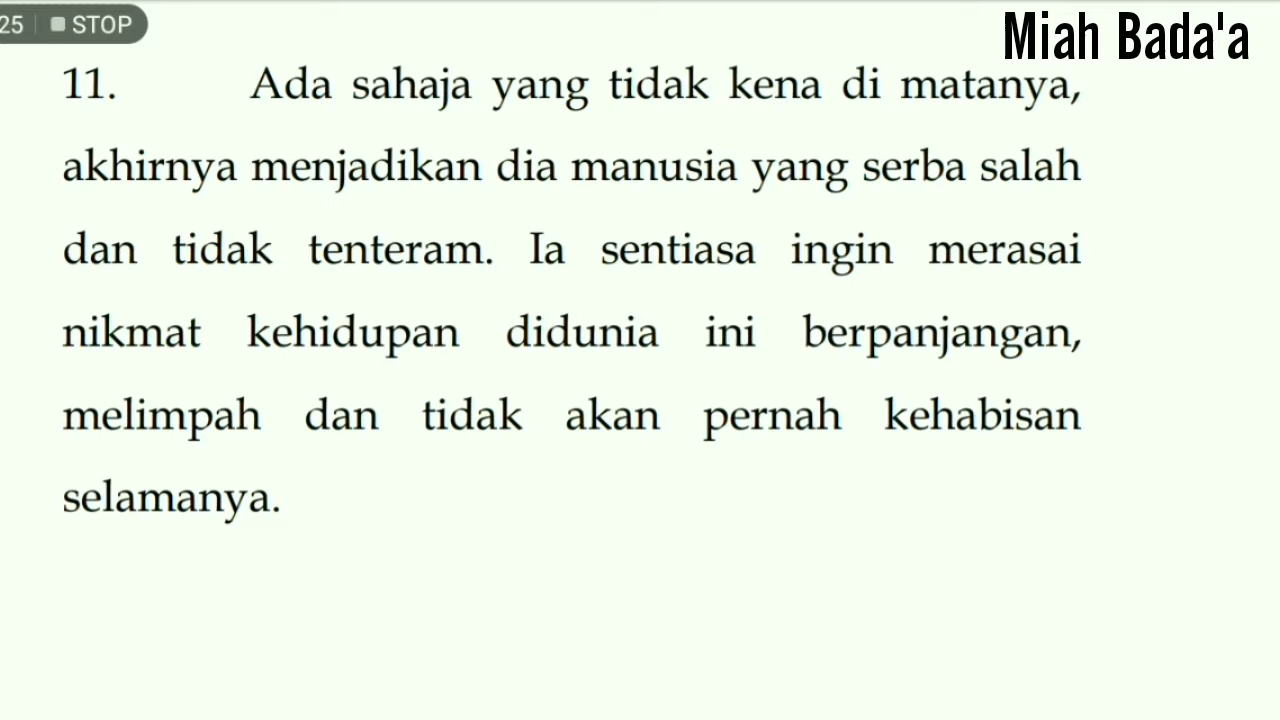 25 STOP
Miah Bada'a
11. Ada sahaja yang tidak kena di matanya,
akhirnya menjadikan dia manusia yang serba salah
dan tidak tenteram. Ia sentiasa ingin merasai
nikmat kehidupan didunia ini berpanjangan,
melimpah dan tidak akan pernah kehabisan
selamanya.